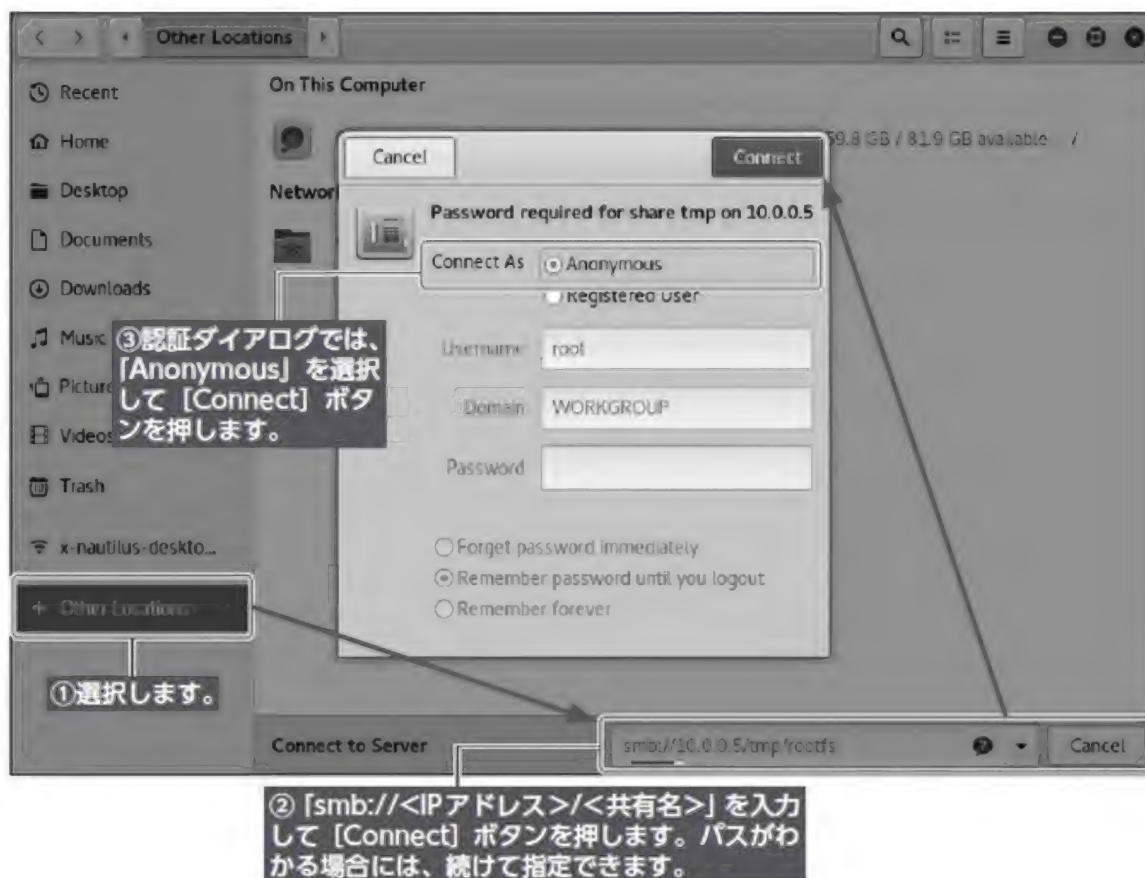 Other Locations
Recent
Home
Desktop
Documents
Downloads
Music
Picture
Videos
Trash
x-nautilus-deskto...
+ Other Locations
On This Computer
59.8 GB / 81.9 GB available /
Networ
Cancel
Connect
Password required for share tmp on 10.0.0.5
Connect As
Anonymous
Registered User
Username
root
Domain
WORKGROUP
Password
Forget password immediately
Remember password until you logout
Remember forever
③認証ダイアログでは、
「Anonymous」を選択
して［Connect］ボタ
ンを押します。
①選択します。
Connect to Server
smb://10.0.0.5/tmp/rootfs
Cancel
②「smb://<IPアドレス>/<共有名>」を入力
して［Connect］ボタンを押します。パスがわ
かる場合には、続けて指定できます。